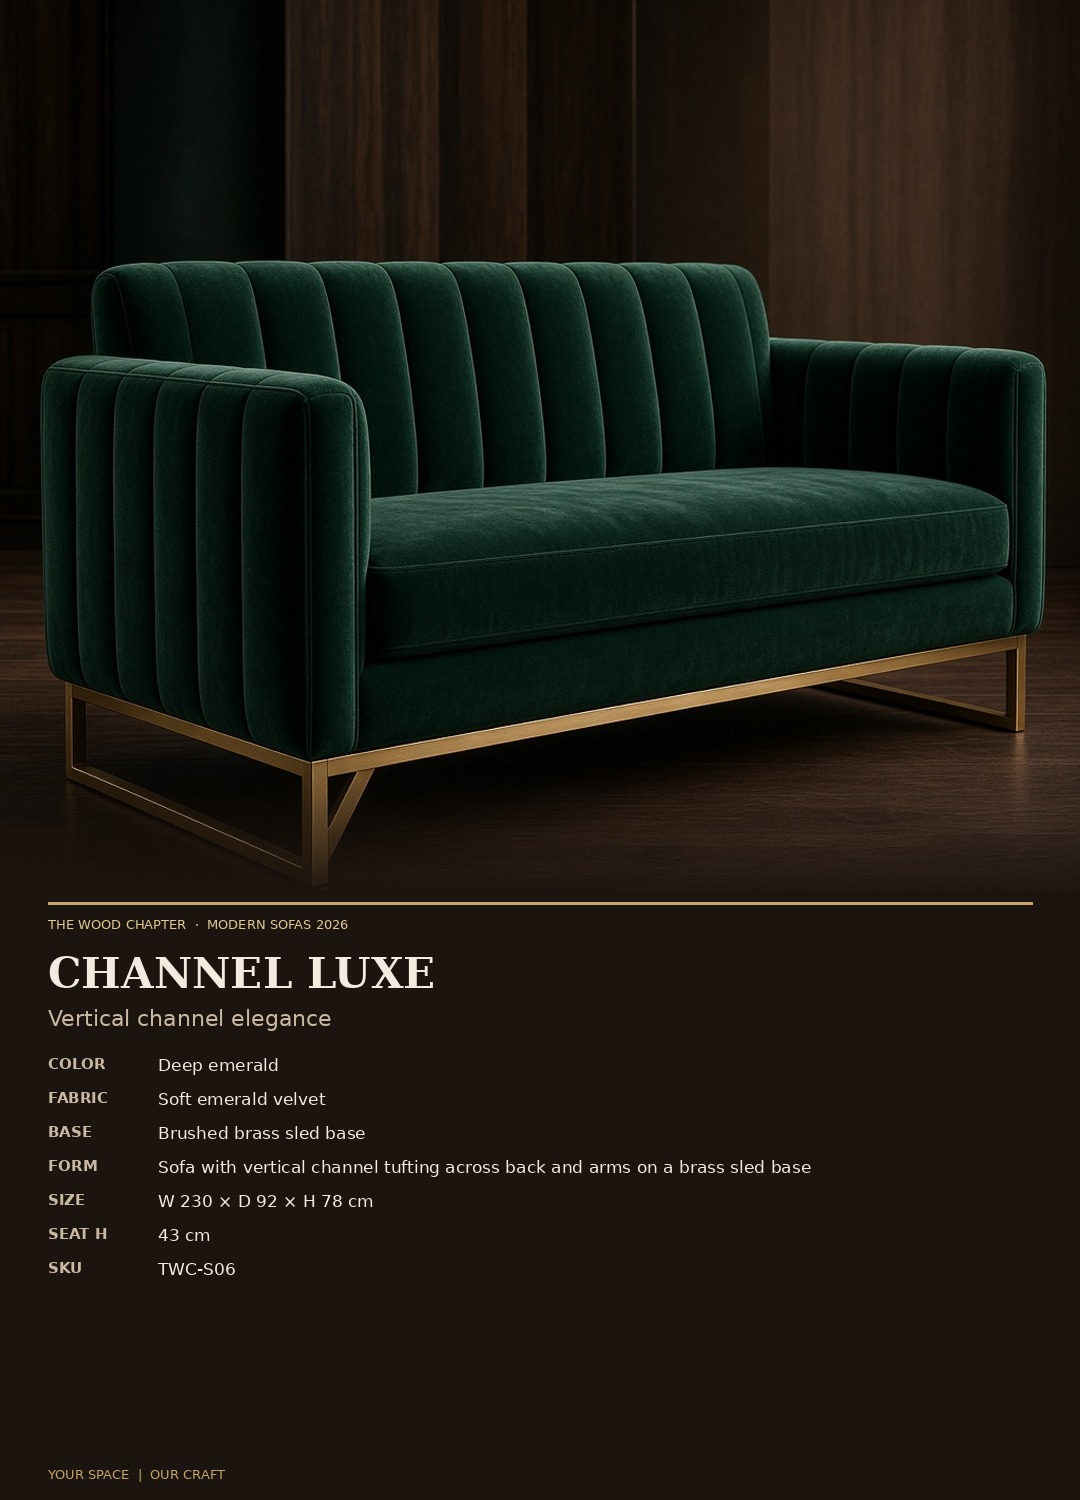 THE WOOD CHAPTER · MODERN SOFAS 2026
CHANNEL LUXE
Vertical channel elegance
COLOR Deep emerald
FABRIC Soft emerald velvet
BASE Brushed brass sled base
FORM Sofa with vertical channel tufting across back and arms on a brass sled base
SIZE W 230 × D 92 × H 78 cm
SEAT H 43 cm
SKU TWC-S06
YOUR SPACE | OUR CRAFT